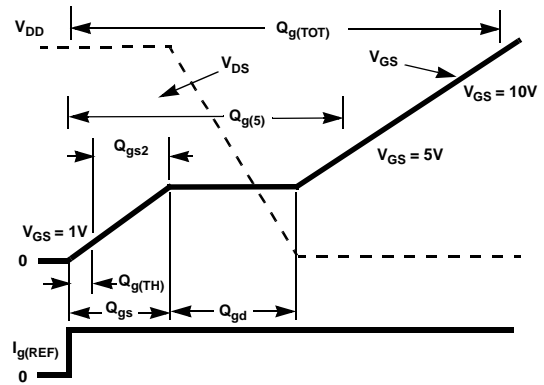 V_DD
Q_g(TOT)
V_DS
V_GS
V_GS = 10V
Q_g(5)
Q_gs2
V_GS = 5V
V_GS = 1V
0
Q_g(TH)
Q_gs
Q_gd
I_g(REF)
0